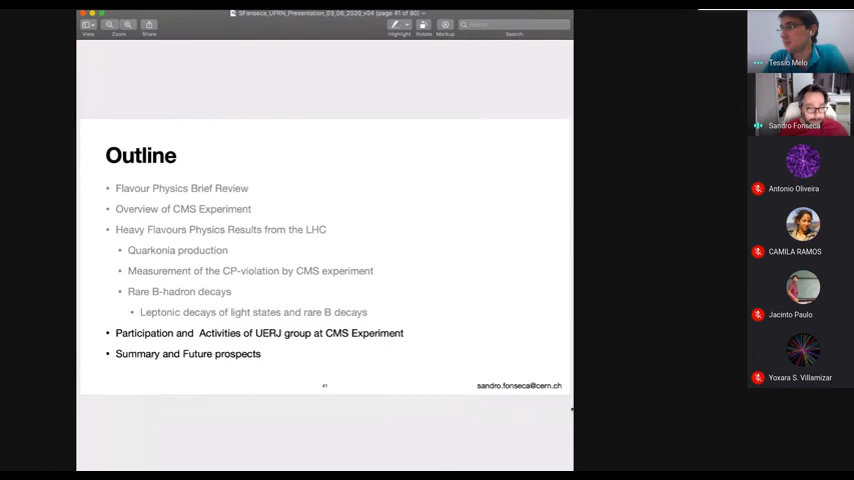 SFonseca_UFRN_Presentation_03_06_2020_v04 (page 41 of 80)
View
Zoom
Share
Highlight
Rotate
Markup
Search
Search
Outline
• Flavour Physics Brief Review
• Overview of CMS Experiment
• Heavy Flavours Physics Results from the LHC
• Quarkonia production
• Measurement of the CP-violation by CMS experiment
• Rare B-hadron decays
• Leptonic decays of light states and rare B decays
• Participation and Activities of UERJ group at CMS Experiment
• Summary and Future prospects
41
sandro.fonseca@cern.ch
Tessio Melo
Sandro Fonseca
Antonio Oliveira
CAMILA RAMOS
Jacinto Paulo
Yoxara S. Villamizar